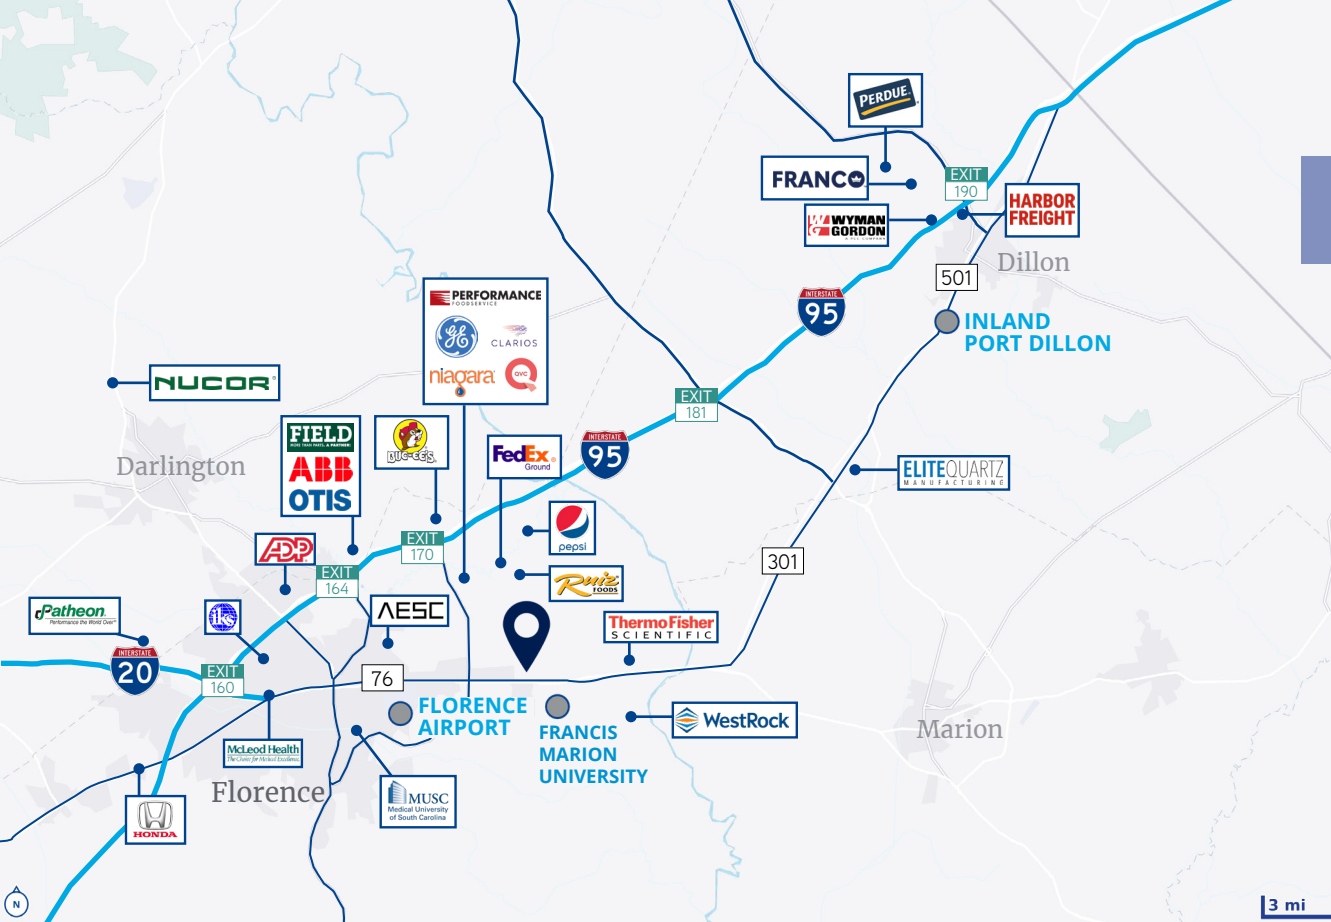 PERDUE
FRANCO
EXIT
190
WYMAN
GORDON
A PCC COMPANY
HARBOR
FREIGHT
Dillon
501
INLAND
PORT DILLON
INTERSTATE
95
PERFORMANCE
FOODSERVICE
GE
CLARIOS
niagara
QVC
NUCOR
EXIT
181
FIELD
ABB
OTIS
BUC-EE'S
FedEx
Ground
INTERSTATE
95
Darlington
ELITEQUARTZ
MANUFACTURING
pepsi
ADP
EXIT
170
EXIT
164
Ruiz
FOODS
301
Patheon
Performance the World Over
iks
AESC
ThermoFisher
SCIENTIFIC
INTERSTATE
20
EXIT
160
76
FLORENCE
AIRPORT
FRANCIS
MARION
UNIVERSITY
WestRock
Marion
McLeod Health
The Choice for Medical Excellence
Florence
MUSC
Medical University
of South Carolina
HONDA
N
3 mi